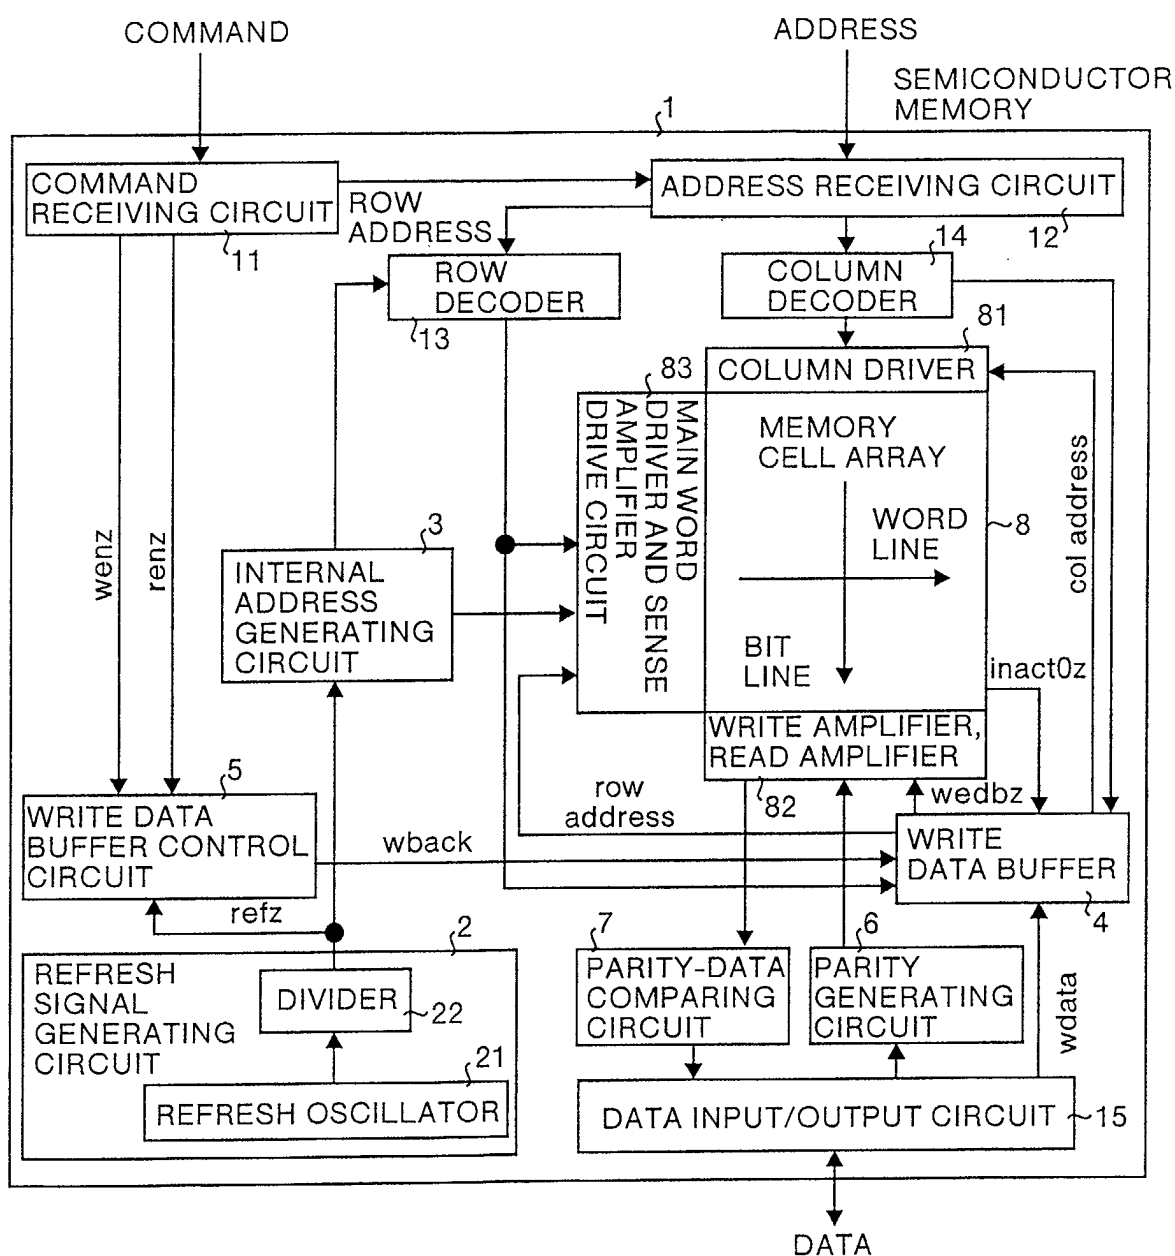 COMMAND
ADDRESS
SEMICONDUCTOR
MEMORY
1
COMMAND
RECEIVING CIRCUIT
11
ADDRESS RECEIVING CIRCUIT
12
ROW
ADDRESS
ROW
DECODER
13
COLUMN
DECODER
14
81
COLUMN DRIVER
83
MAIN WORD
DRIVER AND SENSE
AMPLIFIER
DRIVE CIRCUIT
MEMORY
CELL ARRAY
WORD
LINE
BIT
LINE
8
col address
wenz
renz
3
INTERNAL
ADDRESS
GENERATING
CIRCUIT
inact0z
WRITE AMPLIFIER,
READ AMPLIFIER
82
wedbz
row
address
5
WRITE DATA
BUFFER CONTROL
CIRCUIT
wback
WRITE
DATA BUFFER
4
refz
2
REFRESH
SIGNAL
GENERATING
CIRCUIT
DIVIDER
22
21
REFRESH OSCILLATOR
7
PARITY-DATA
COMPARING
CIRCUIT
6
PARITY
GENERATING
CIRCUIT
wdata
DATA INPUT/OUTPUT CIRCUIT
15
DATA